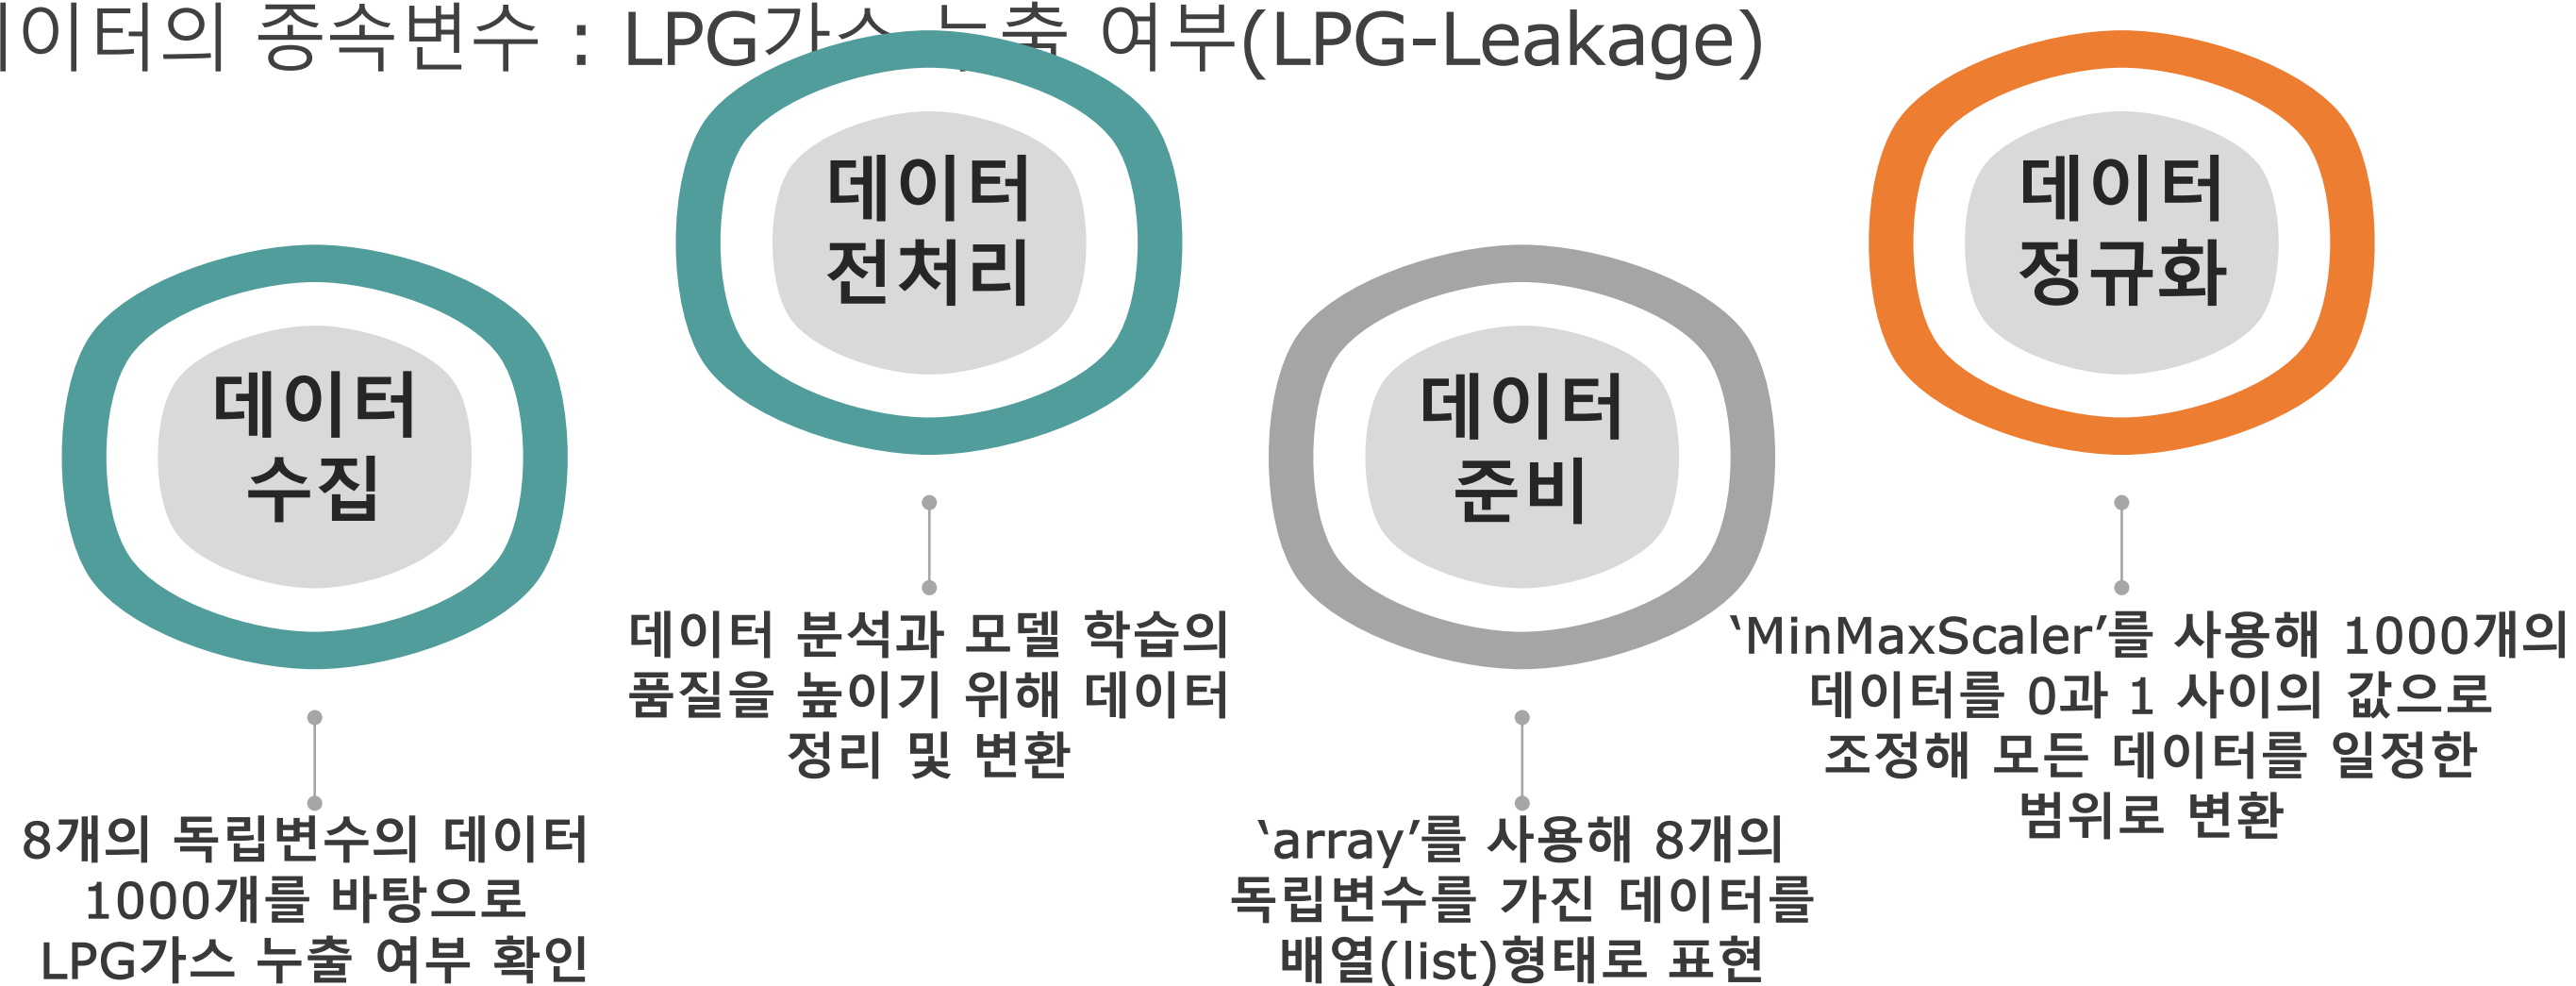 이터의 종속변수 : LPG가스 누출 여부(LPG-Leakage)
데이터
수집
8개의 독립변수의 데이터
1000개를 바탕으로
LPG가스 누출 여부 확인
데이터
전처리
데이터 분석과 모델 학습의
품질을 높이기 위해 데이터
정리 및 변환
데이터
준비
‘array’를 사용해 8개의
독립변수를 가진 데이터를
배열(list)형태로 표현
데이터
정규화
‘MinMaxScaler’를 사용해 1000개의
데이터를 0과 1 사이의 값으로
조정해 모든 데이터를 일정한
범위로 변환